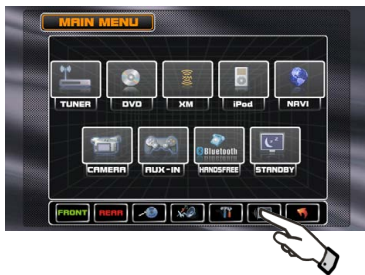 MAIN MENU
TUNER DVD XM iPod NAVI
Bluetooth
CAMERA AUX-IN HANDSFREE STANDBY
FRONT REAR